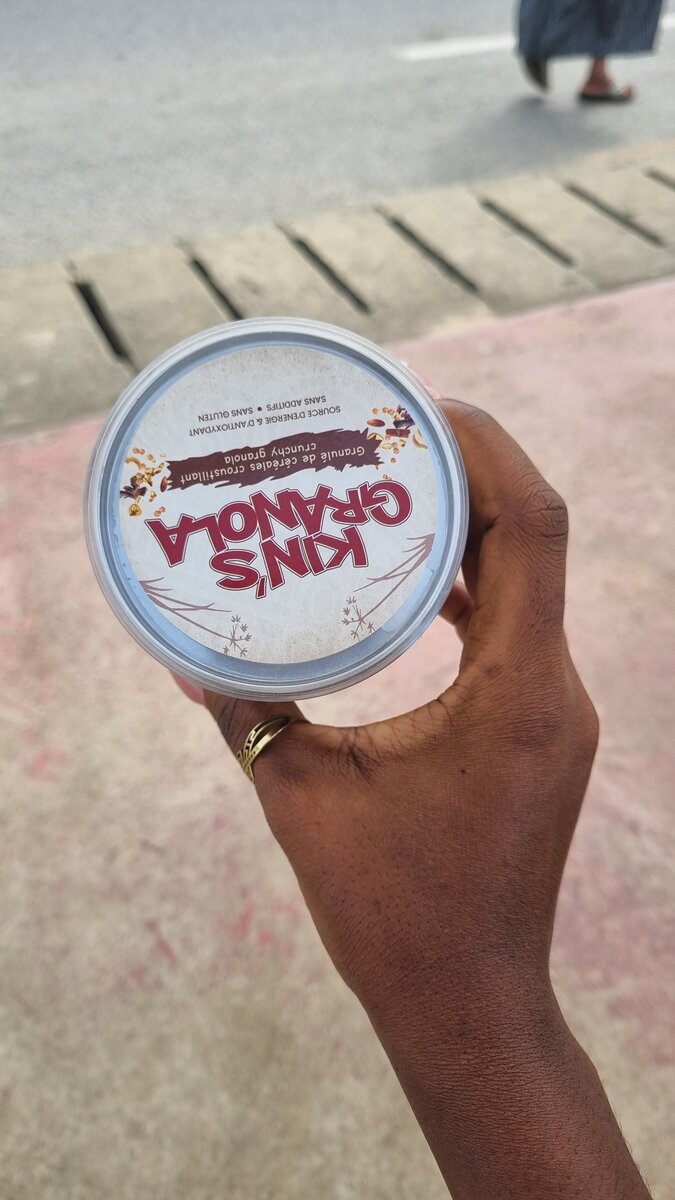 KIN'S
GRANOLA
Granulé de céréales croustillant
crunchy granola
SOURCE D'ENERGIE & D'ANTIOXYDANT
SANS ADDITIFS • SANS GLUTEN